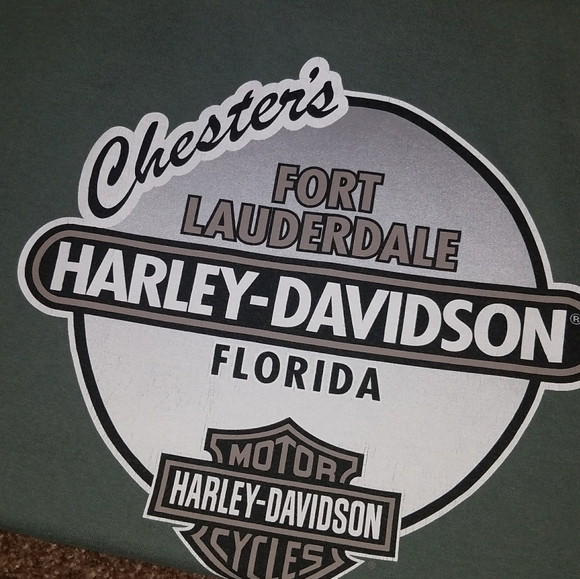 Chester's
FORT
LAUDERDALE
HARLEY-DAVIDSON®
FLORIDA
MOTOR
HARLEY-DAVIDSON
CYCLES